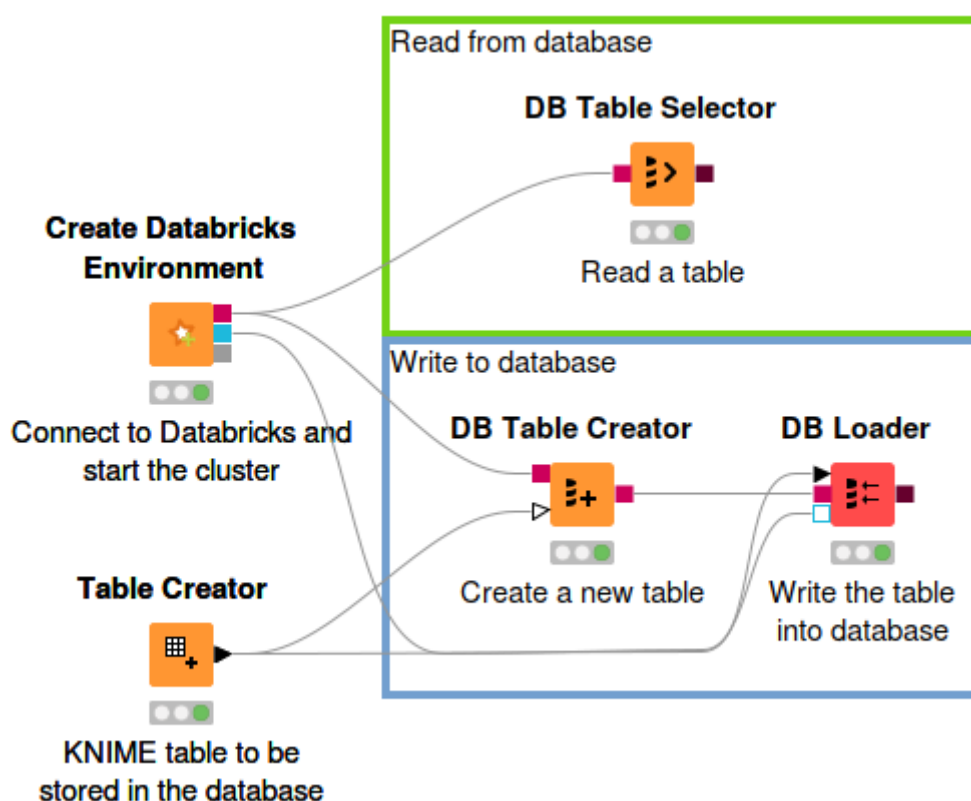 Read from database
DB Table Selector
Read a table
Create Databricks
Environment
Connect to Databricks and
start the cluster
Write to database
DB Table Creator
Create a new table
DB Loader
Write the table
into database
Table Creator
KNIME table to be
stored in the database